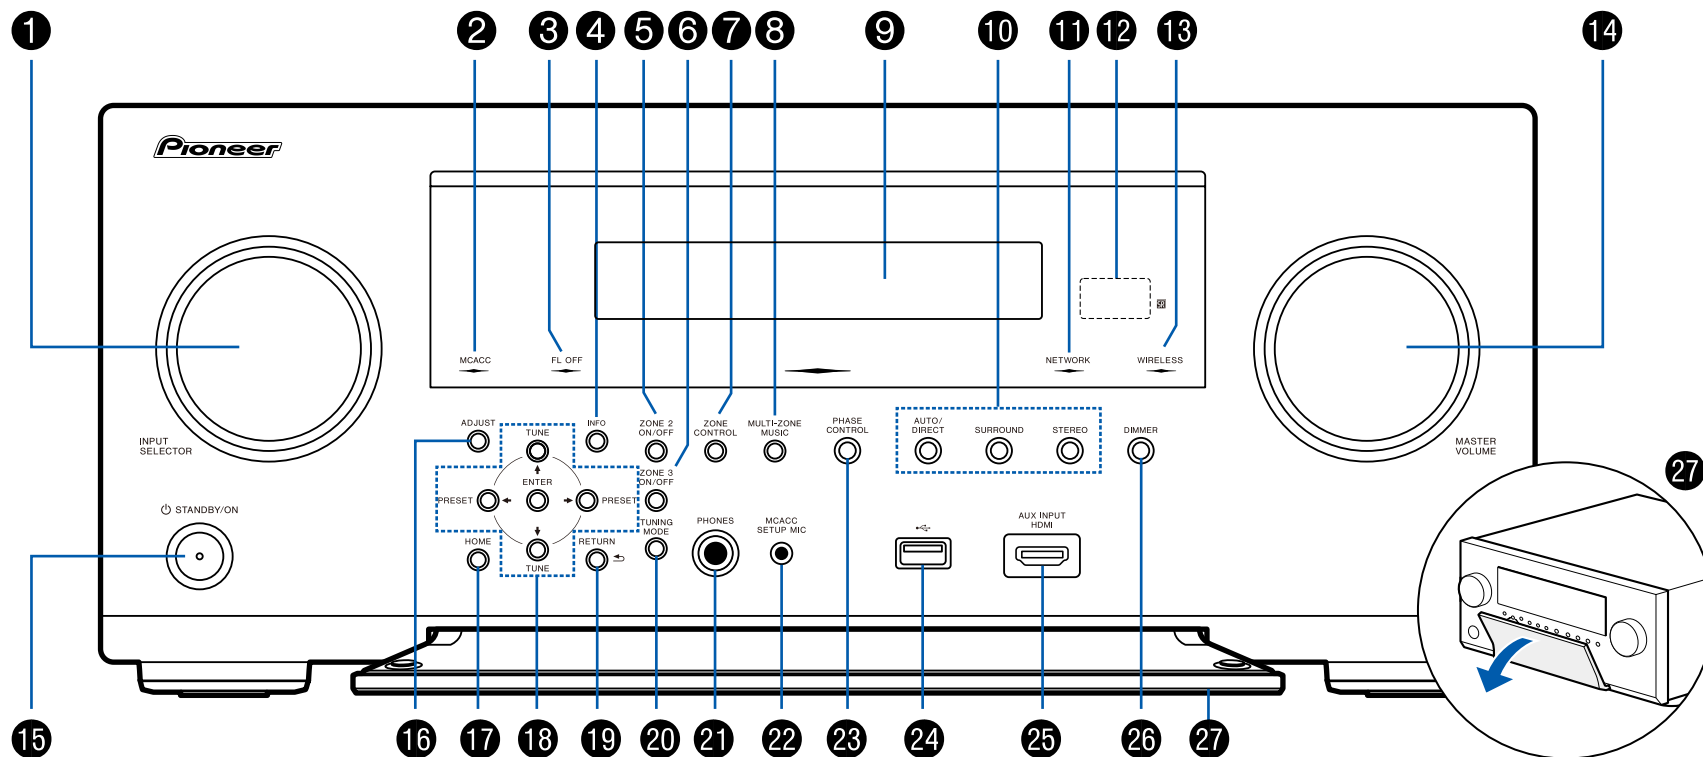 1 2 3 4 5 6 7 8 9 10 11 12 13 14
Pioneer
MCACC
FL OFF
NETWORK
WIRELESS
INPUT
SELECTOR
MASTER
VOLUME
ADJUST
TUNE
INFO
ZONE 2
ON/OFF
ZONE
CONTROL
MULTI-ZONE
MUSIC
PHASE
CONTROL
AUTO/
DIRECT
SURROUND
STEREO
DIMMER
27
PRESET
ENTER
PRESET
ZONE 3
ON/OFF
STANDBY/ON
HOME
TUNE
RETURN
TUNING
MODE
PHONES
MCACC
SETUP MIC
AUX INPUT
HDMI
15 16 17 18 19 20 21 22 23 24 25 26 27